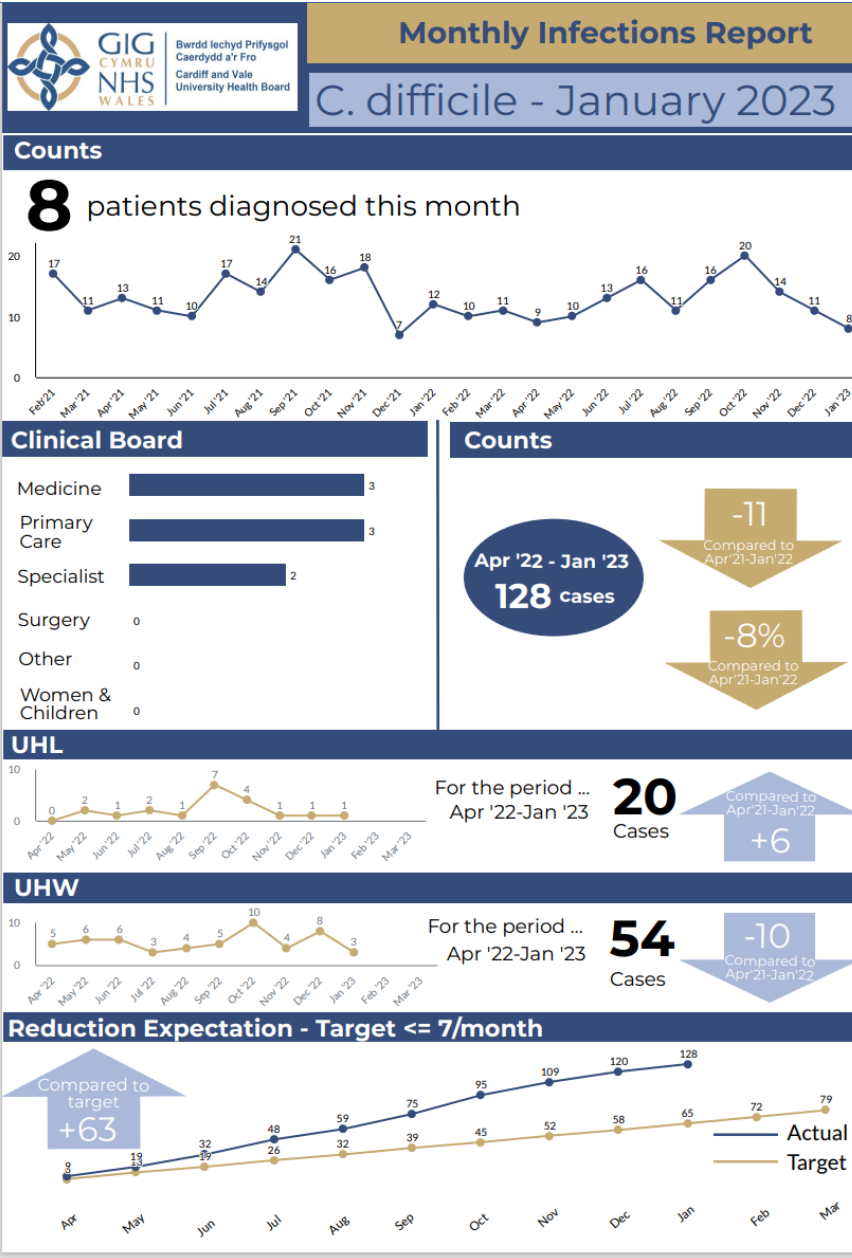 GIG
CYMRU
NHS
WALES
Bwrdd Iechyd Prifysgol
Caerdydd a'r Fro
Cardiff and Vale
University Health Board
Monthly Infections Report
C. difficile - January 2023
Counts
8 patients diagnosed this month
20
10
0
17 11 13 11 10 17 14 21 16 18 7 12 10 11 9 10 13 16 11 16 20 14 11 8
Feb'21 Mar '21 Apr '21 May '21 Jun '21 Jul '21 Aug '21 Sep '21 Oct '21 Nov '21 Dec '21 Jan '22 Feb '22 Mar '22 Apr '22 May '22 Jun '22 Jul '22 Aug '22 Sep '22 Oct '22 Nov '22 Dec '22 Jan'23
Clinical Board
Medicine 3
Primary
Care 3
Specialist 2
Surgery 0
Other 0
Women &
Children 0
Counts
Apr '22 - Jan '23
128 cases
-11
Compared to
Apr'21-Jan'22
-8%
Compared to
Apr'21-Jan'22
UHL
10
0
0 2 1 2 1 7 4 1 1 1
Apr '22 May '22 Jun '22 Jul '22 Aug '22 Sep '22 Oct '22 Nov '22 Dec '22 Jan '23 Feb '23 Mar '23
For the period ...
Apr '22-Jan '23
20
Cases
Compared to
Apr'21-Jan'22
+6
UHW
10
0
5 6 6 3 4 5 10 4 8 3
Apr '22 May '22 Jun '22 Jul '22 Aug '22 Sep '22 Oct '22 Nov '22 Dec '22 Jan '23 Feb '23 Mar '23
For the period ...
Apr '22-Jan '23
54
Cases
-10
Compared to
Apr'21-Jan'22
Reduction Expectation - Target <= 7/month
Compared to
target
+63
9 19 32 48 59 75 95 109 120 128
13 19 26 32 39 45 52 58 65 72 79
Actual
Target
Apr May Jun Jul Aug Sep Oct Nov Dec Jan Feb Mar